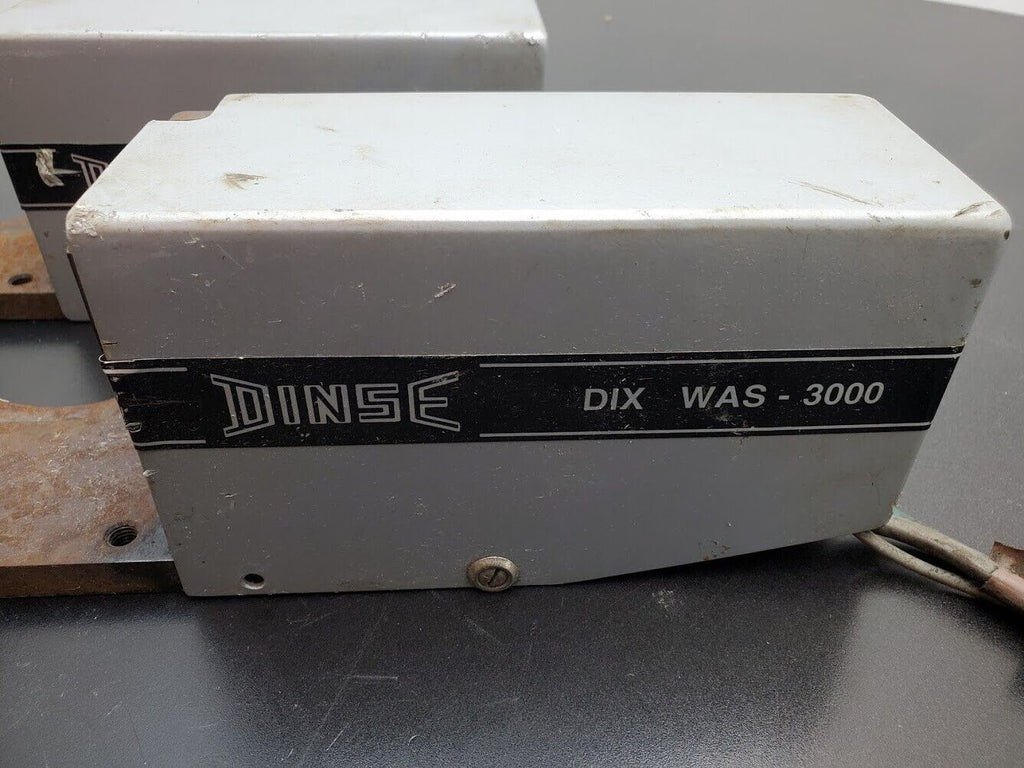 DINSE DIX WAS - 3000